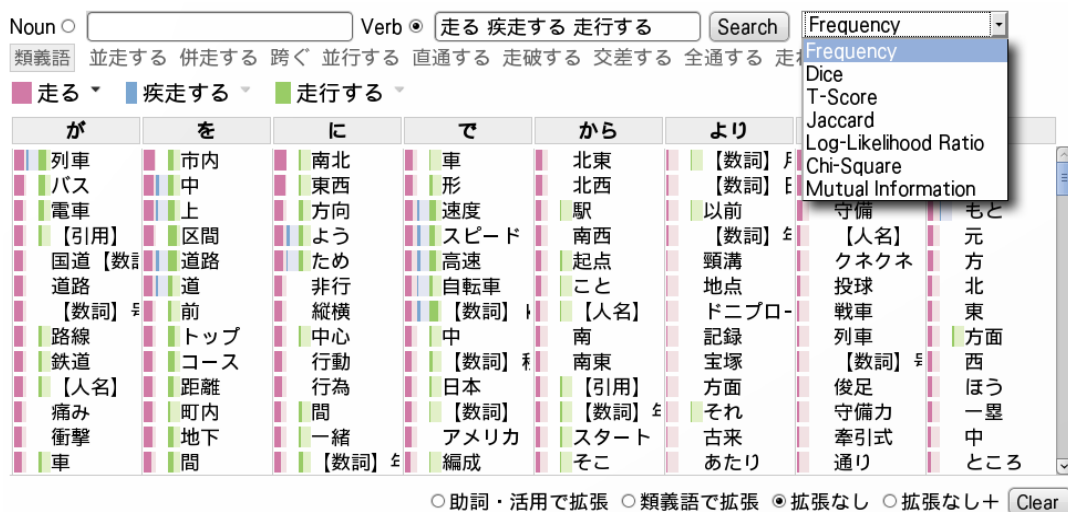 Noun Verb 走る 疾走する 走行する Search Frequency
類義語 並走する 併走する 跨ぐ 並行する 直通する 走破する 交差する 全通する
Frequency
Dice
T-Score
Jaccard
Log-Likelihood Ratio
Chi-Square
Mutual Information
走る 疾走する 走行する
が を に で から より
列車 市内 南北 車 北東 【数詞】
バス 中 東西 形 北西 【数詞】
電車 上 方向 速度 駅 以前 守備 もと
【引用】 区間 よう スピード 南西 【数詞】 【人名】 元
国道【数 道路 ため 高速 起点 頸溝 クネクネ 方
道路 道 非行 自転車 こと 地点 投球 北
【数詞】 前 縦横 【数詞】 【人名】 ドニプロ 戦車 東
路線 トップ 中心 中 南 記録 列車 方面
鉄道 コース 行動 【数詞】 南東 宝塚 【数詞】 西
【人名】 距離 行為 日本 【引用】 方面 俊足 ほう
痛み 町内 間 【数詞】 【数詞】 それ 守備力 一塁
衝撃 地下 一緒 アメリカ スタート 古来 牽引式 中
車 間 【数詞】 編成 そこ あたり 通り ところ
助詞・活用で拡張 類義語で拡張 拡張なし 拡張なし＋ Clear